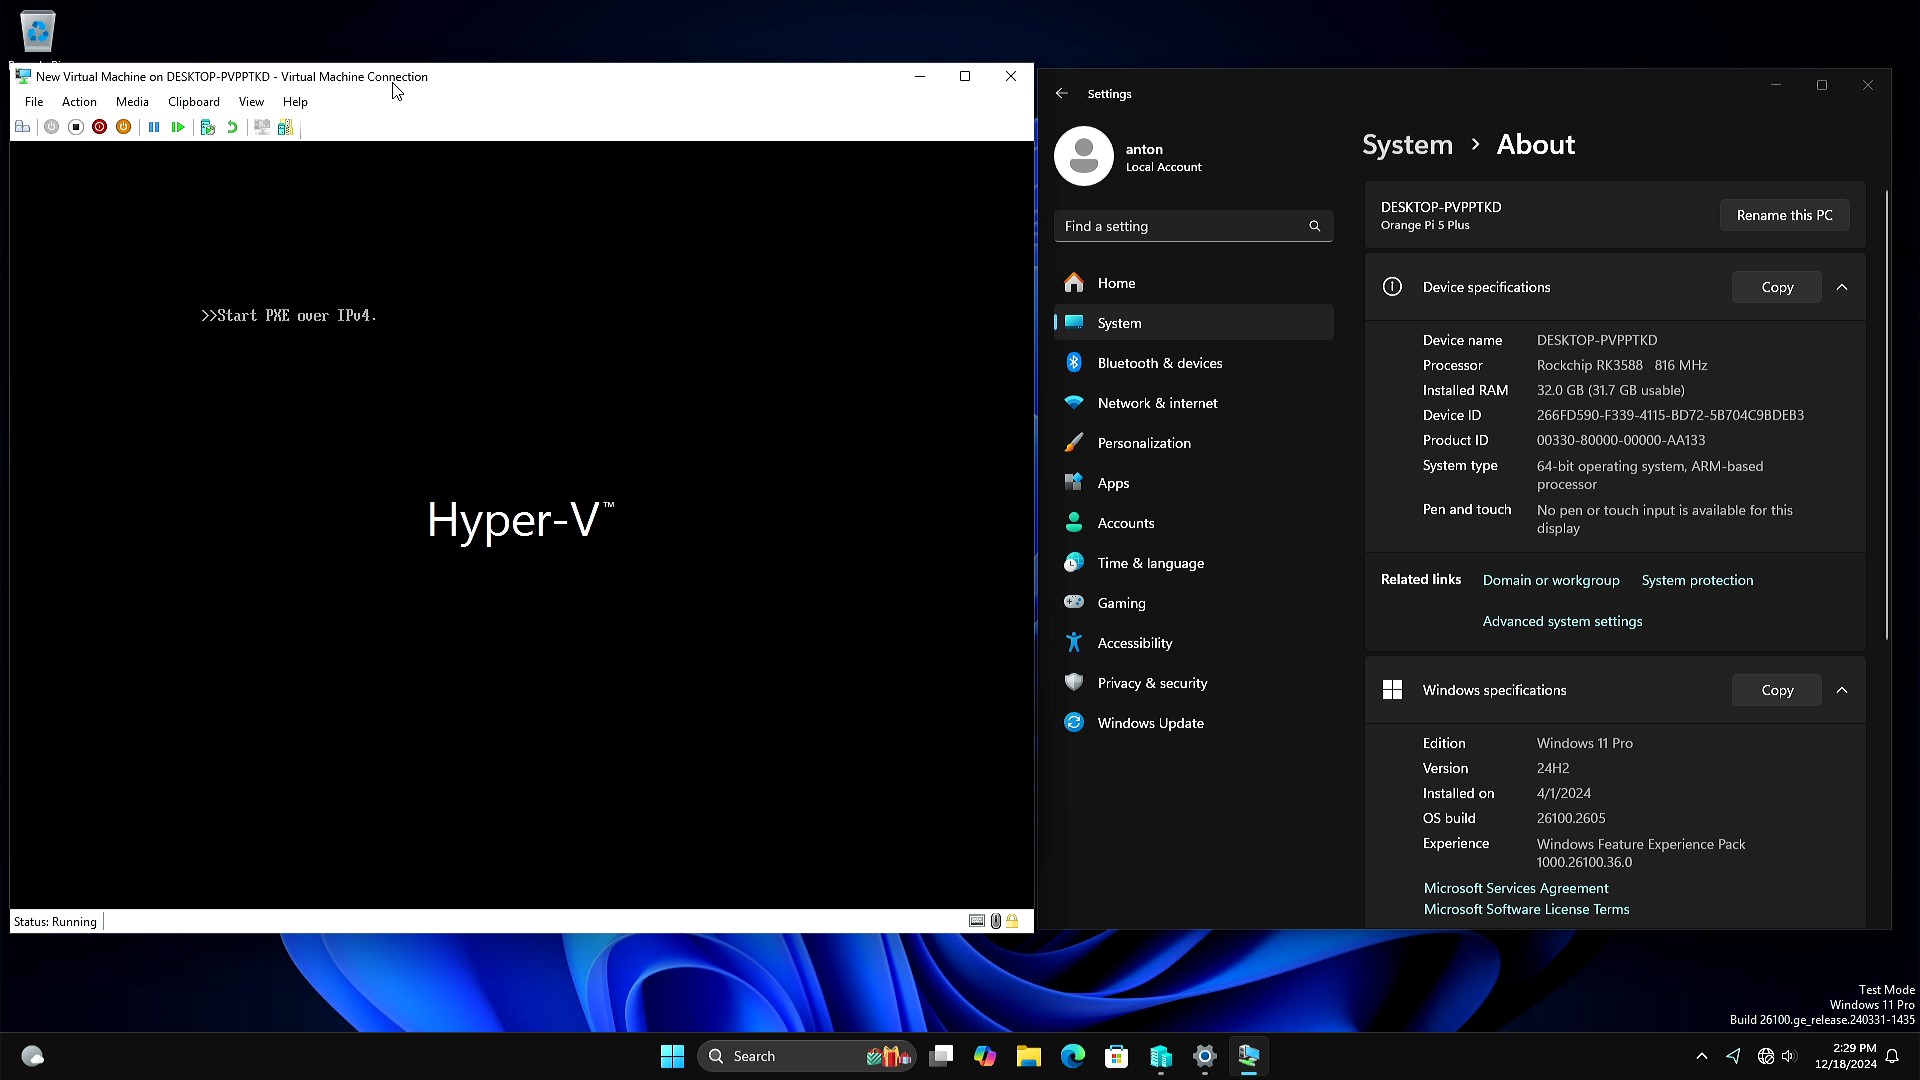 New Virtual Machine on DESKTOP-PVPPTKD - Virtual Machine Connection
File Action Media Clipboard View Help
>>Start PXE over IPv4.
Hyper-V™
Status: Running
Settings
anton
Local Account
Find a setting
Home
System
Bluetooth & devices
Network & internet
Personalization
Apps
Accounts
Time & language
Gaming
Accessibility
Privacy & security
Windows Update
System › About
DESKTOP-PVPPTKD
Orange Pi 5 Plus
Rename this PC
Device specifications
Copy
Device name DESKTOP-PVPPTKD
Processor Rockchip RK3588 816 MHz
Installed RAM 32.0 GB (31.7 GB usable)
Device ID 266FD590-F339-4115-BD72-5B704C9BDEB3
Product ID 00330-80000-00000-AA133
System type 64-bit operating system, ARM-based
processor
Pen and touch No pen or touch input is available for this
display
Related links Domain or workgroup System protection
Advanced system settings
Windows specifications
Copy
Edition Windows 11 Pro
Version 24H2
Installed on 4/1/2024
OS build 26100.2605
Experience Windows Feature Experience Pack
1000.26100.36.0
Microsoft Services Agreement
Microsoft Software License Terms
Test Mode
Windows 11 Pro
Build 26100.ge_release.240331-1435
Search
2:29 PM
12/18/2024